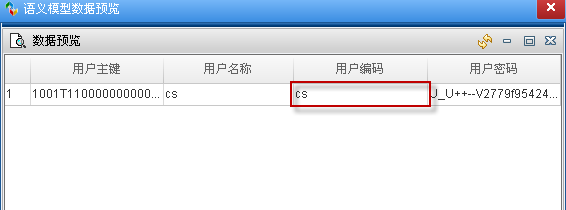 语义模型数据预览
数据预览
用户主键 用户名称 用户编码 用户密码
1 1001T110000000000... cs cs U_U++--V2779f95424...